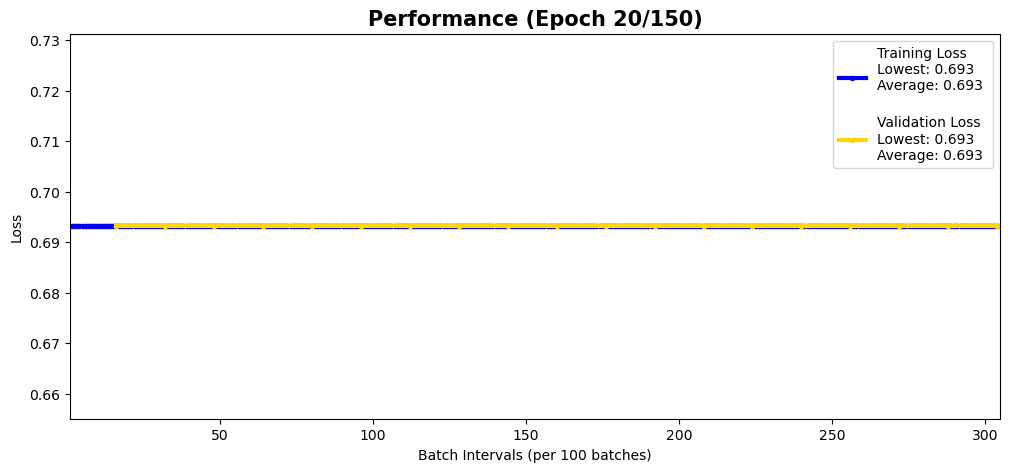 Performance (Epoch 20/150)
0.73
0.72
0.71
0.70
0.69
0.68
0.67
0.66
Loss
Training Loss
Lowest: 0.693
Average: 0.693
Validation Loss
Lowest: 0.693
Average: 0.693
50 100 150 200 250 300
Batch Intervals (per 100 batches)